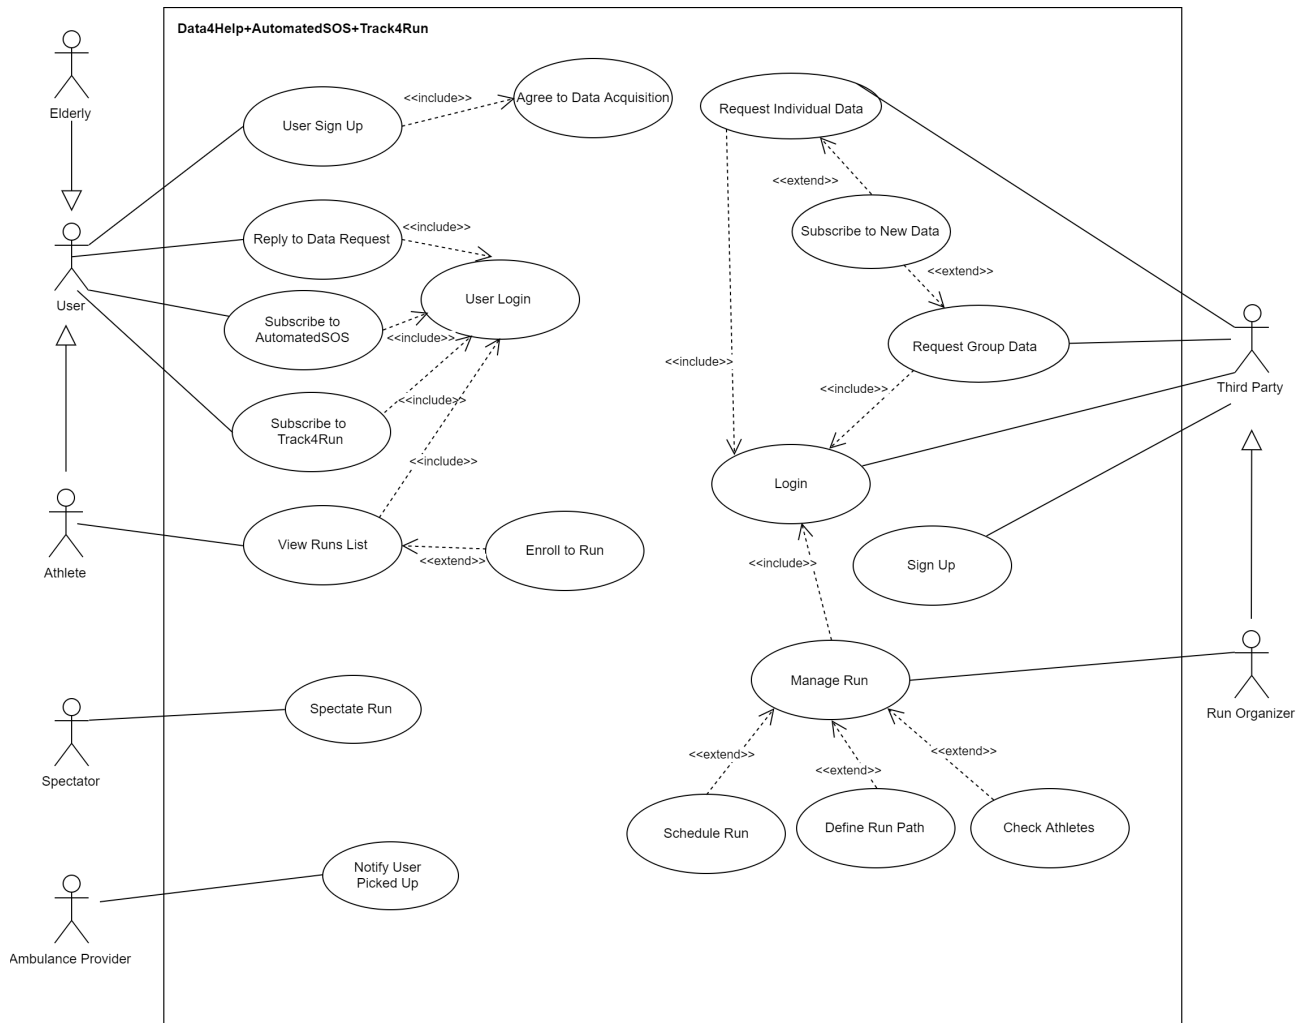 Data4Help+AutomatedSOS+Track4Run
Elderly
User Sign Up
<<include>>
Agree to Data Acquisition
Request Individual Data
<<extend>>
Subscribe to New Data
<<extend>>
Request Group Data
<<include>>
<<include>>
User
Reply to Data Request
<<include>>
User Login
Subscribe to
AutomatedSOS
<<include>>
Subscribe to
Track4Run
<<include>>
<<include>>
Third Party
Login
Sign Up
<<include>>
Athlete
View Runs List
<<extend>>
Enroll to Run
Manage Run
Run Organizer
Spectator
Spectate Run
<<extend>>
<<extend>>
<<extend>>
Schedule Run
Define Run Path
Check Athletes
Notify User
Picked Up
Ambulance Provider